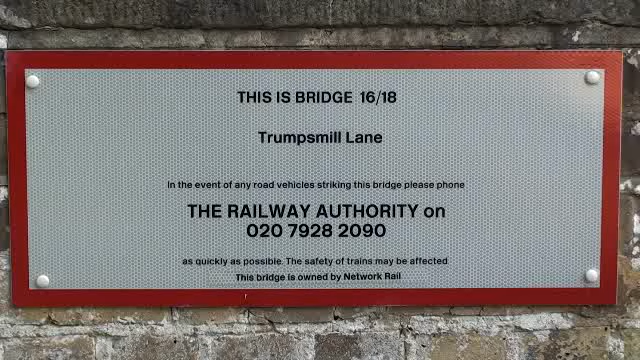 THIS IS BRIDGE 16/18
Trumpsmill Lane
In the event of any road vehicles striking this bridge please phone
THE RAILWAY AUTHORITY on
020 7928 2090
as quickly as possible. The safety of trains may be affected
This bridge is owned by Network Rail